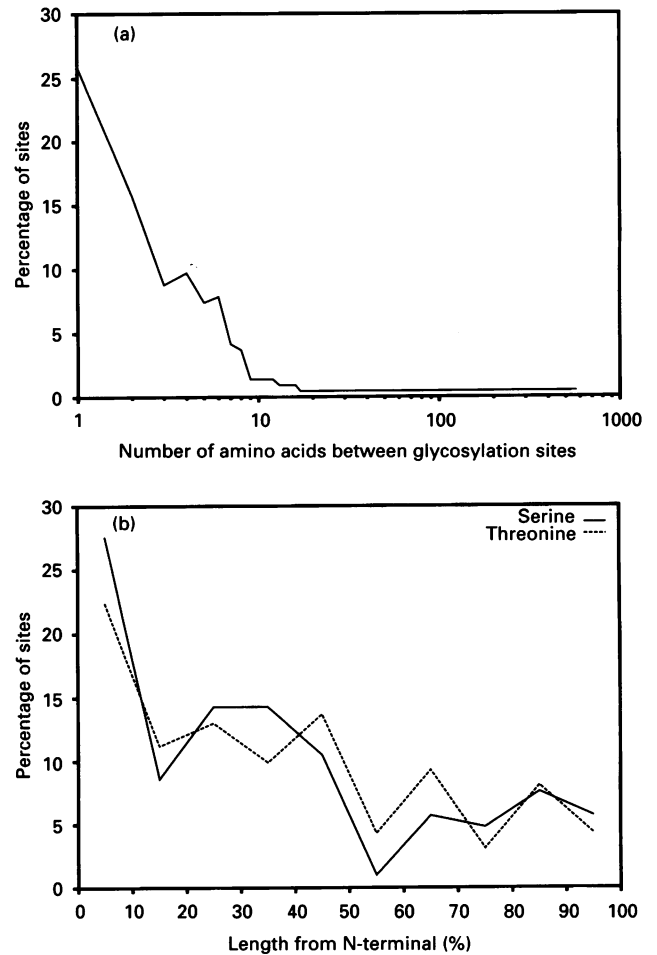 (a)
30
25
20
15
10
5
0
Percentage of sites
1 10 100 1000
Number of amino acids between glycosylation sites
(b)
Serine
Threonine
30
25
20
15
10
5
0
Percentage of sites
0 10 20 30 40 50 60 70 80 90 100
Length from N-terminal (%)